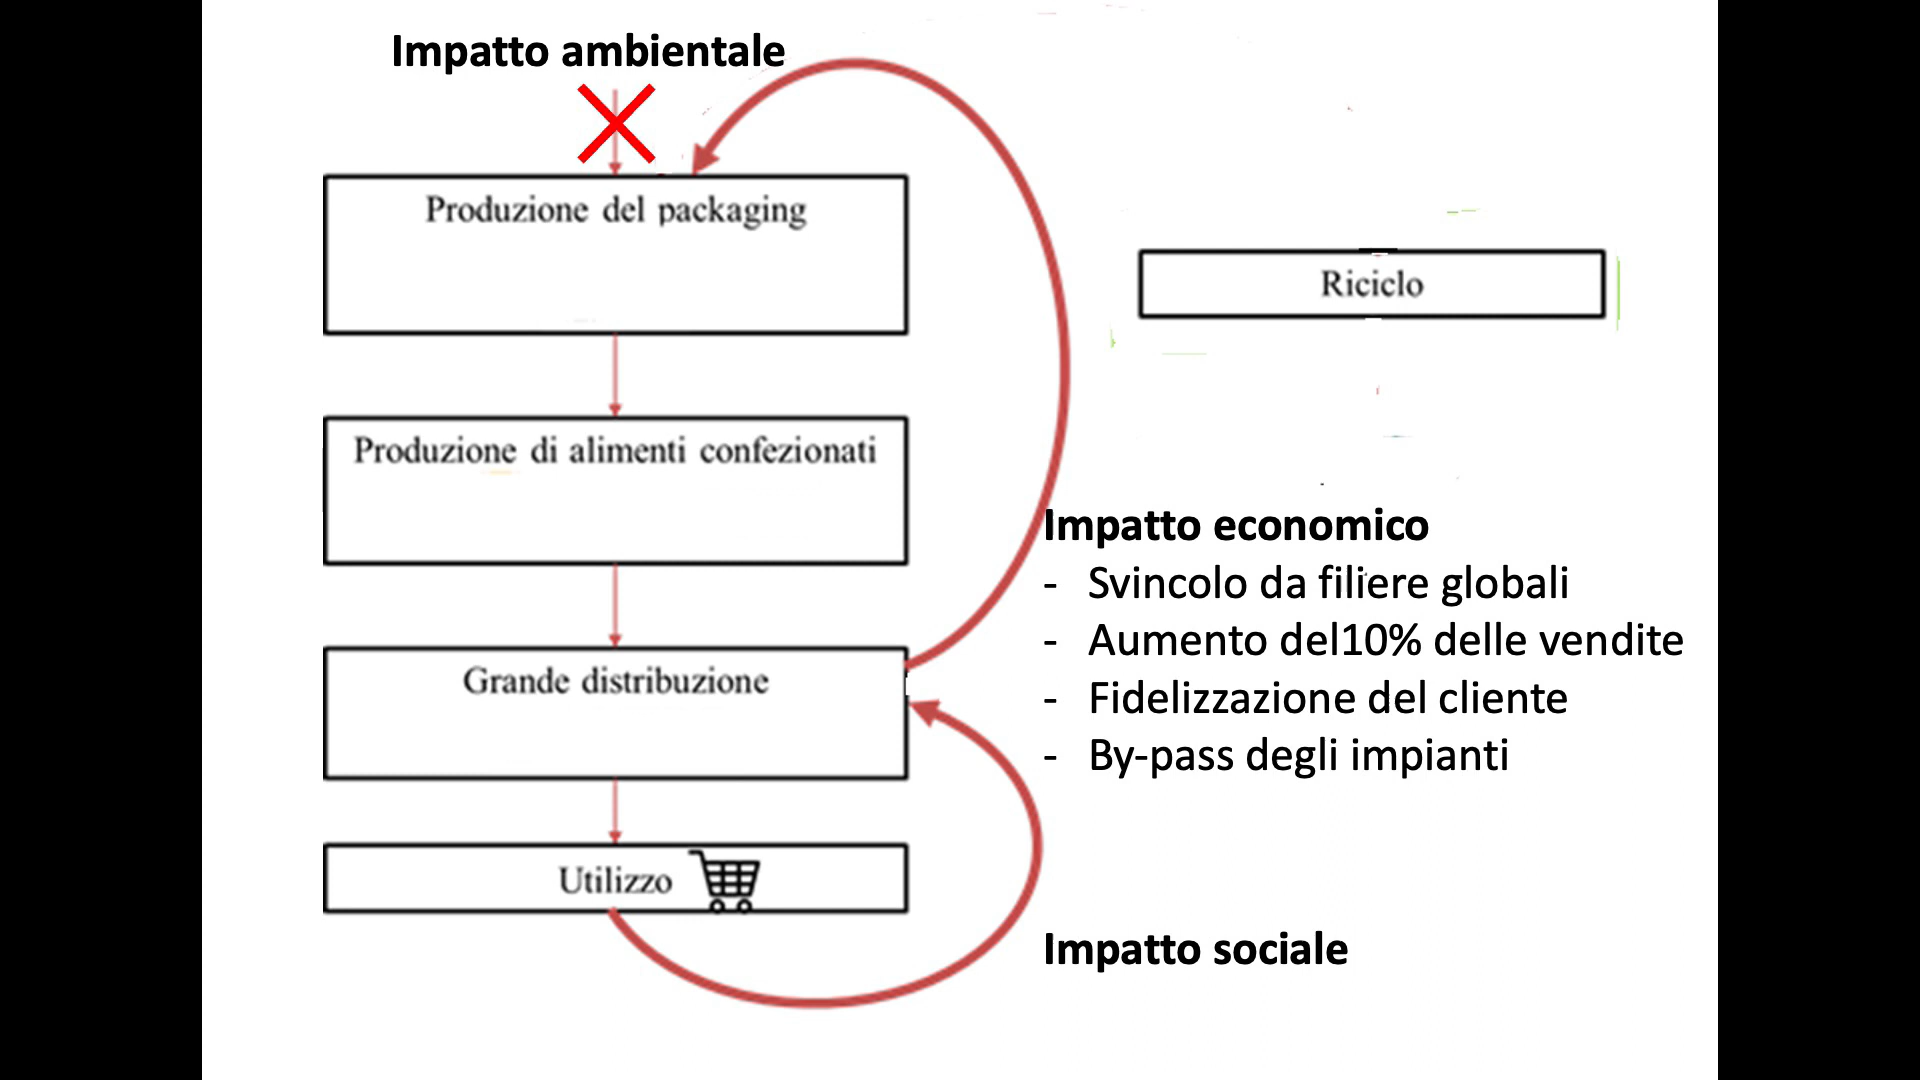 Impatto ambientale
Produzione del packaging
Riciclo
Produzione di alimenti confezionati
Impatto economico
- Svincolo da filiere globali
- Aumento del10% delle vendite
- Fidelizzazione del cliente
- By-pass degli impianti
Grande distribuzione
Utilizzo
Impatto sociale